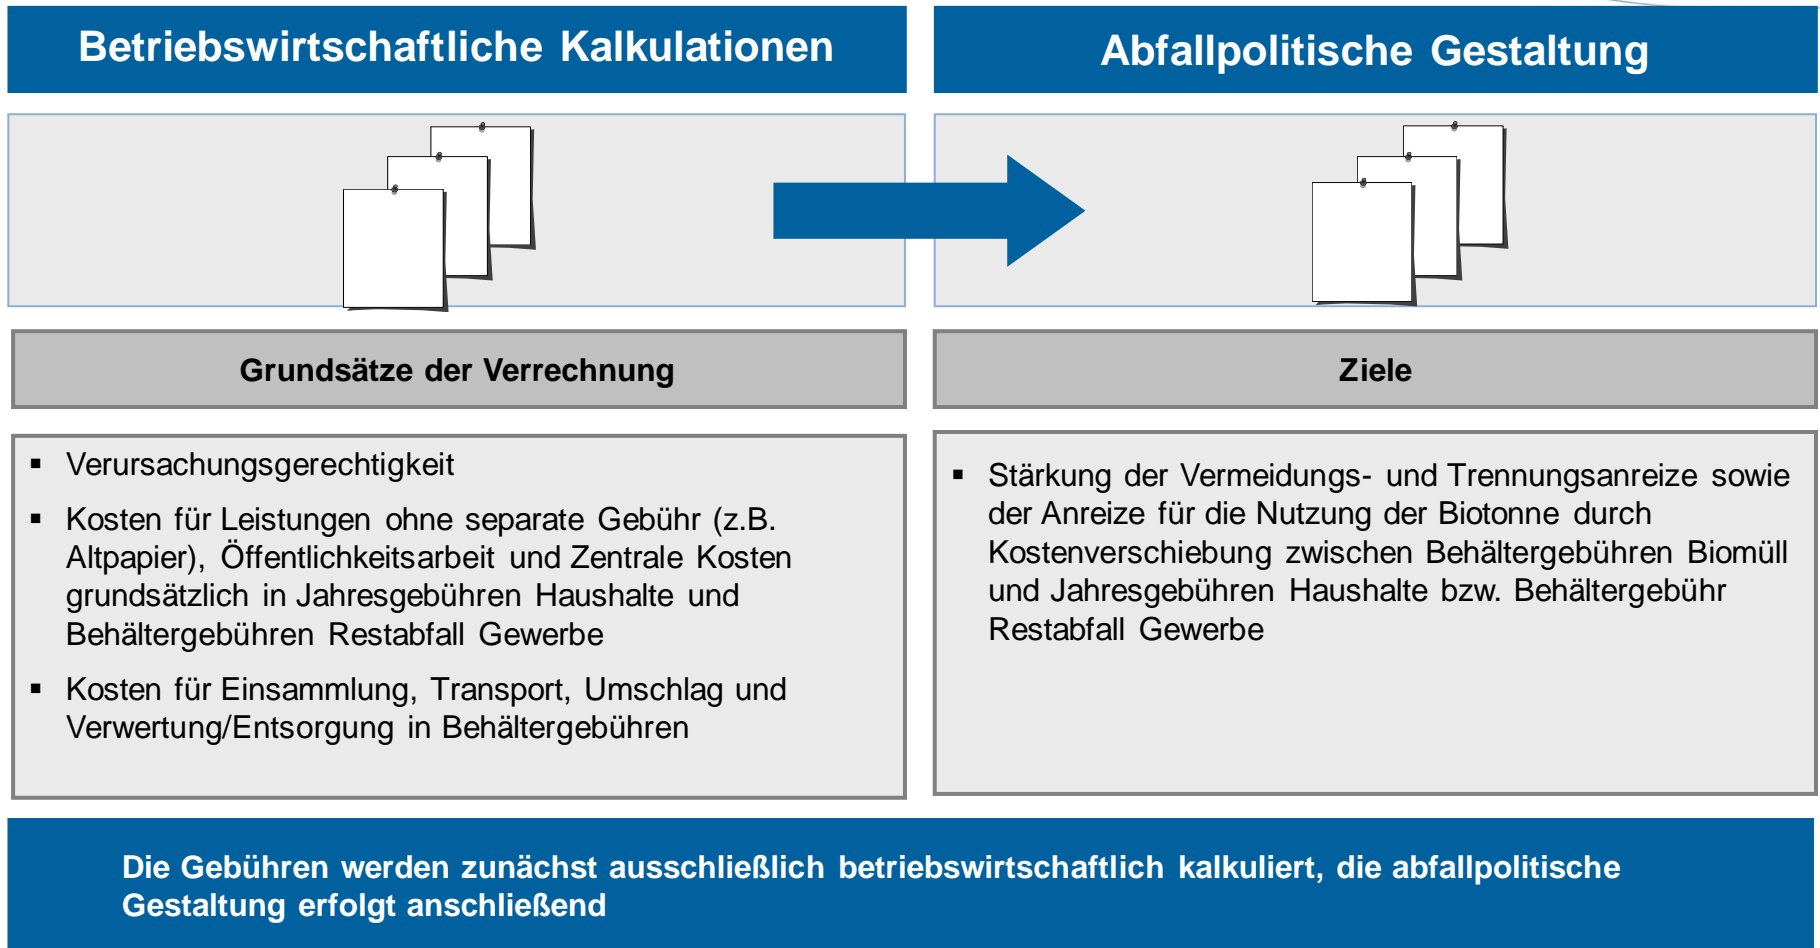 Betriebswirtschaftliche Kalkulationen
Abfallpolitische Gestaltung
Grundsätze der Verrechnung
▪ Verursachungsgerechtigkeit
▪ Kosten für Leistungen ohne separate Gebühr (z.B.
Altpapier), Öffentlichkeitsarbeit und Zentrale Kosten
grundsätzlich in Jahresgebühren Haushalte und
Behältergebühren Restabfall Gewerbe
▪ Kosten für Einsammlung, Transport, Umschlag und
Verwertung/Entsorgung in Behältergebühren
Ziele
▪ Stärkung der Vermeidungs- und Trennungsanreize sowie
der Anreize für die Nutzung der Biotonne durch
Kostenverschiebung zwischen Behältergebühren Biomüll
und Jahresgebühren Haushalte bzw. Behältergebühr
Restabfall Gewerbe
Die Gebühren werden zunächst ausschließlich betriebswirtschaftlich kalkuliert, die abfallpolitische
Gestaltung erfolgt anschließend